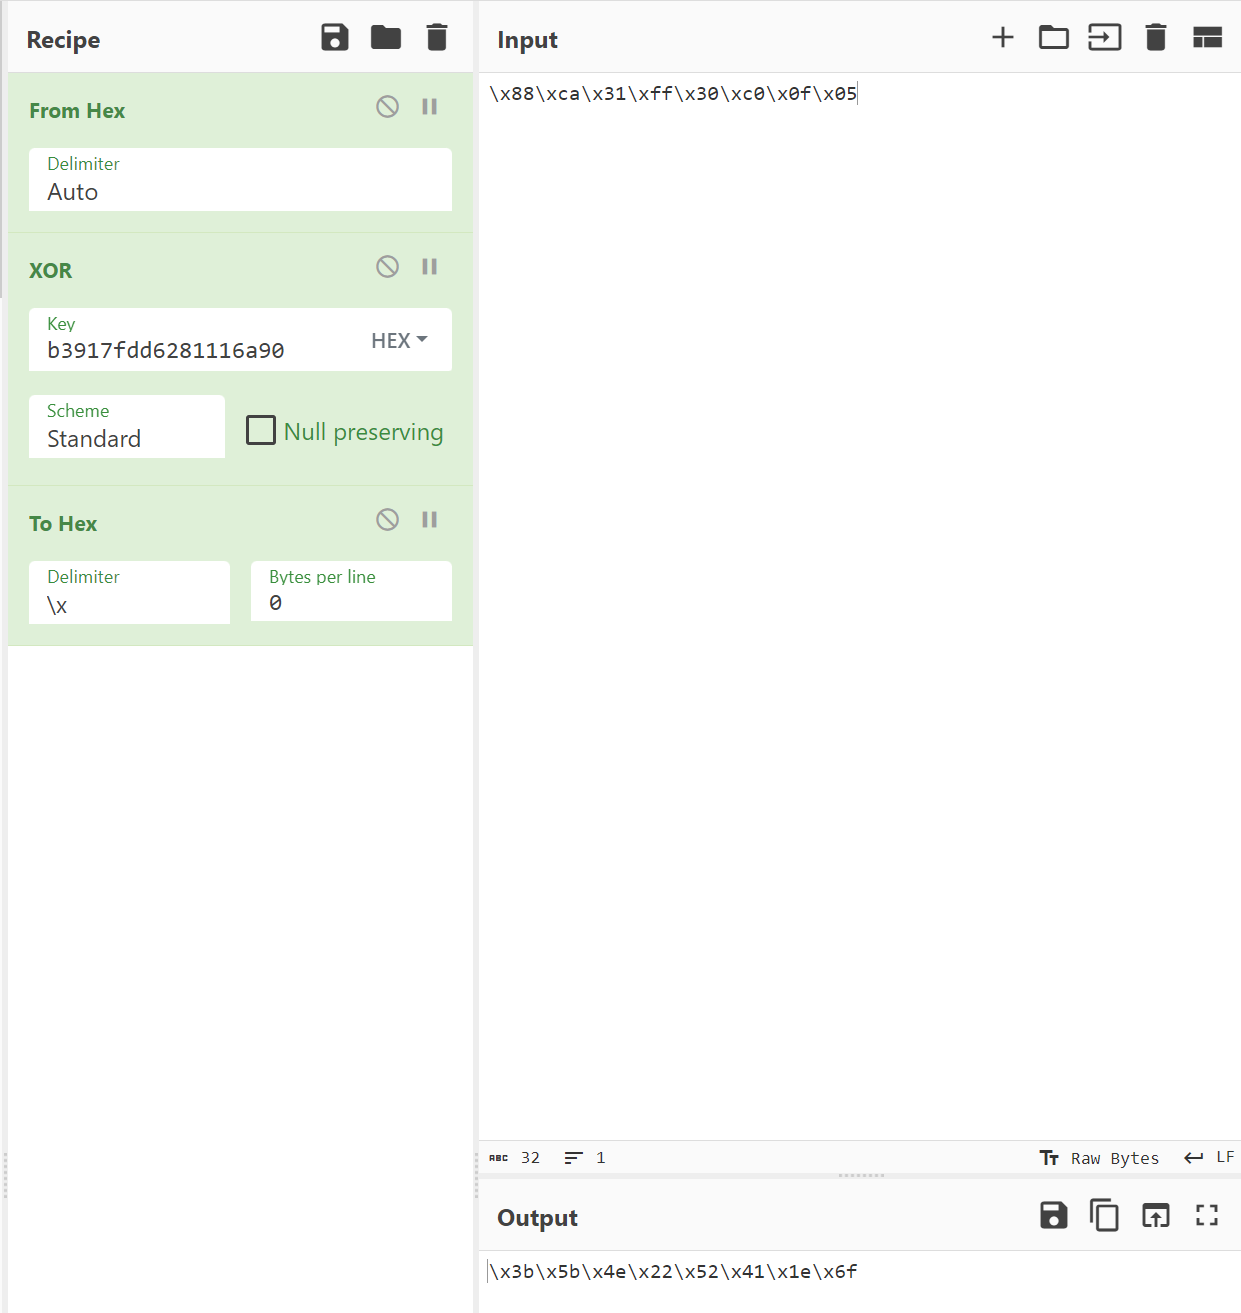 Recipe
From Hex
Delimiter
Auto
XOR
Key
b3917fdd6281116a90
HEX
Scheme
Standard
Null preserving
To Hex
Delimiter
\x
Bytes per line
0
Input
\x88\xca\x31\xff\x30\xc0\x0f\x05
ABC 32 1
Tт Raw Bytes LF
Output
\x3b\x5b\x4e\x22\x52\x41\x1e\x6f